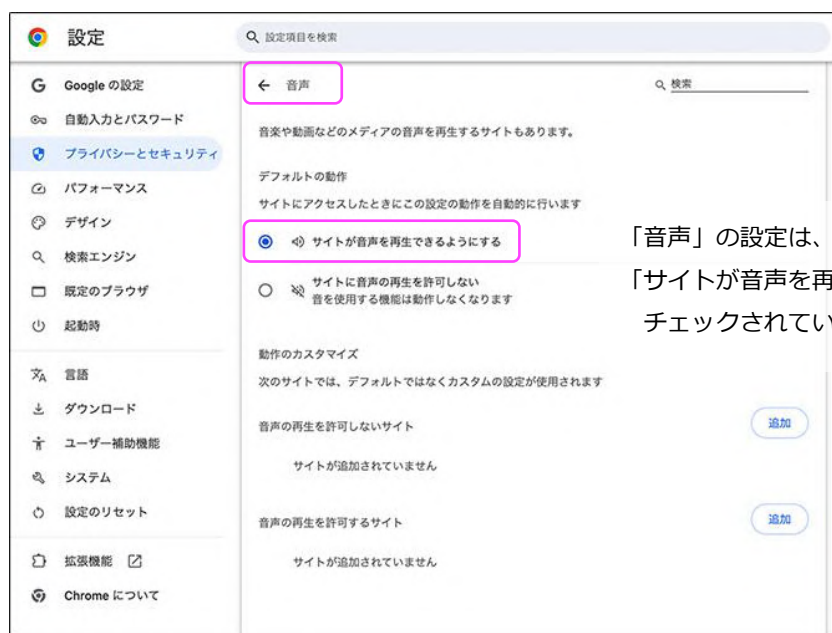 設定
設定項目を検索
Google の設定
自動入力とパスワード
プライバシーとセキュリティ
パフォーマンス
デザイン
検索エンジン
既定のブラウザ
起動時
言語
ダウンロード
ユーザー補助機能
システム
設定のリセット
拡張機能
Chrome について
音声
検索
音楽や動画などのメディアの音声を再生するサイトもあります。
デフォルトの動作
サイトにアクセスしたときにこの設定の動作を自動的に行います
サイトが音声を再生できるようにする
サイトに音声の再生を許可しない
音を使用する機能は動作しなくなります
「音声」の設定は、
「サイトが音声を再
チェックされてい
動作のカスタマイズ
次のサイトでは、デフォルトではなくカスタムの設定が使用されます
音声の再生を許可しないサイト
追加
サイトが追加されていません
音声の再生を許可するサイト
追加
サイトが追加されていません